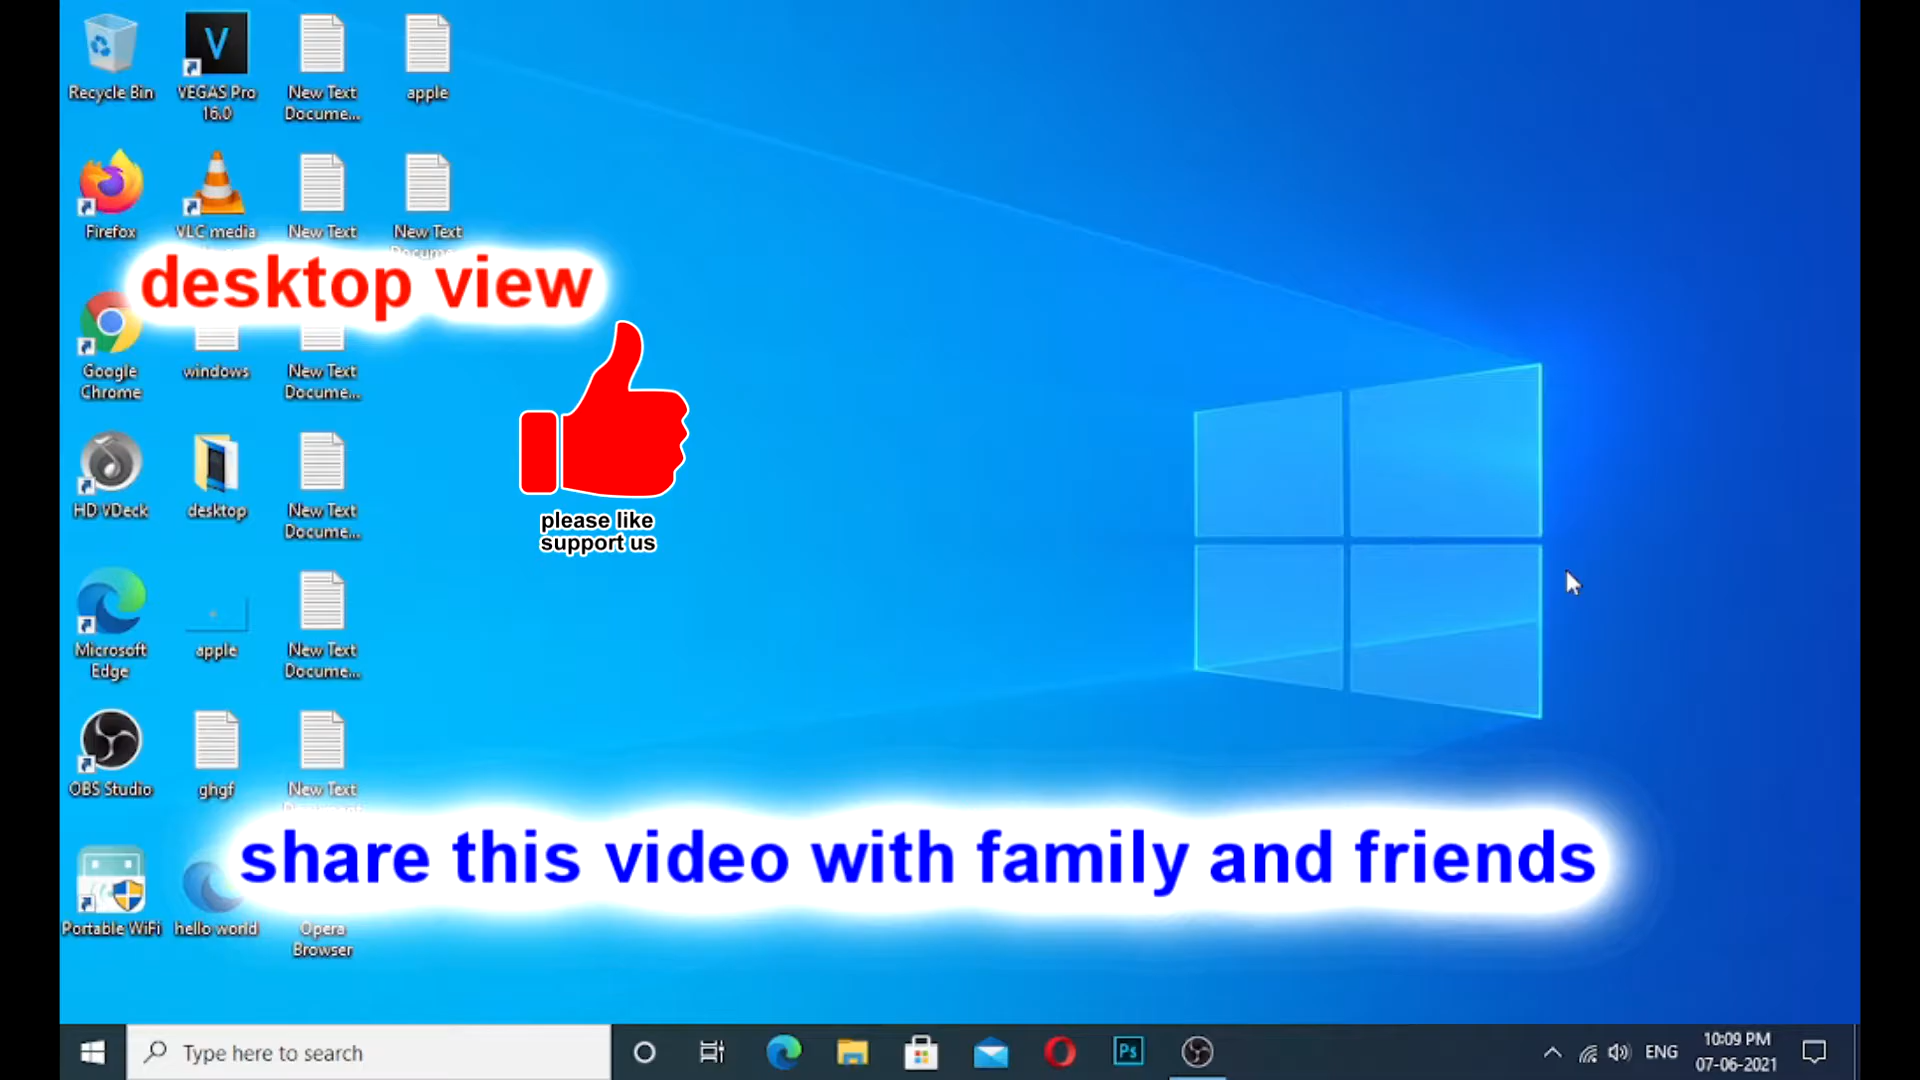 Recycle Bin
VEGAS Pro
16.0
New Text
Docume...
apple
Firefox
VLC media
New Text
New Text
desktop view
Google
Chrome
windows
New Text
Docume...
HD VDeck
desktop
New Text
Docume...
please like
support us
Microsoft
Edge
apple
New Text
Docume...
OBS Studio
ghgf
New Text
share this video with family and friends
Portable WiFi
hello world
Opera
Browser
Type here to search
Ps
ENG
10:09 PM
07-06-2021